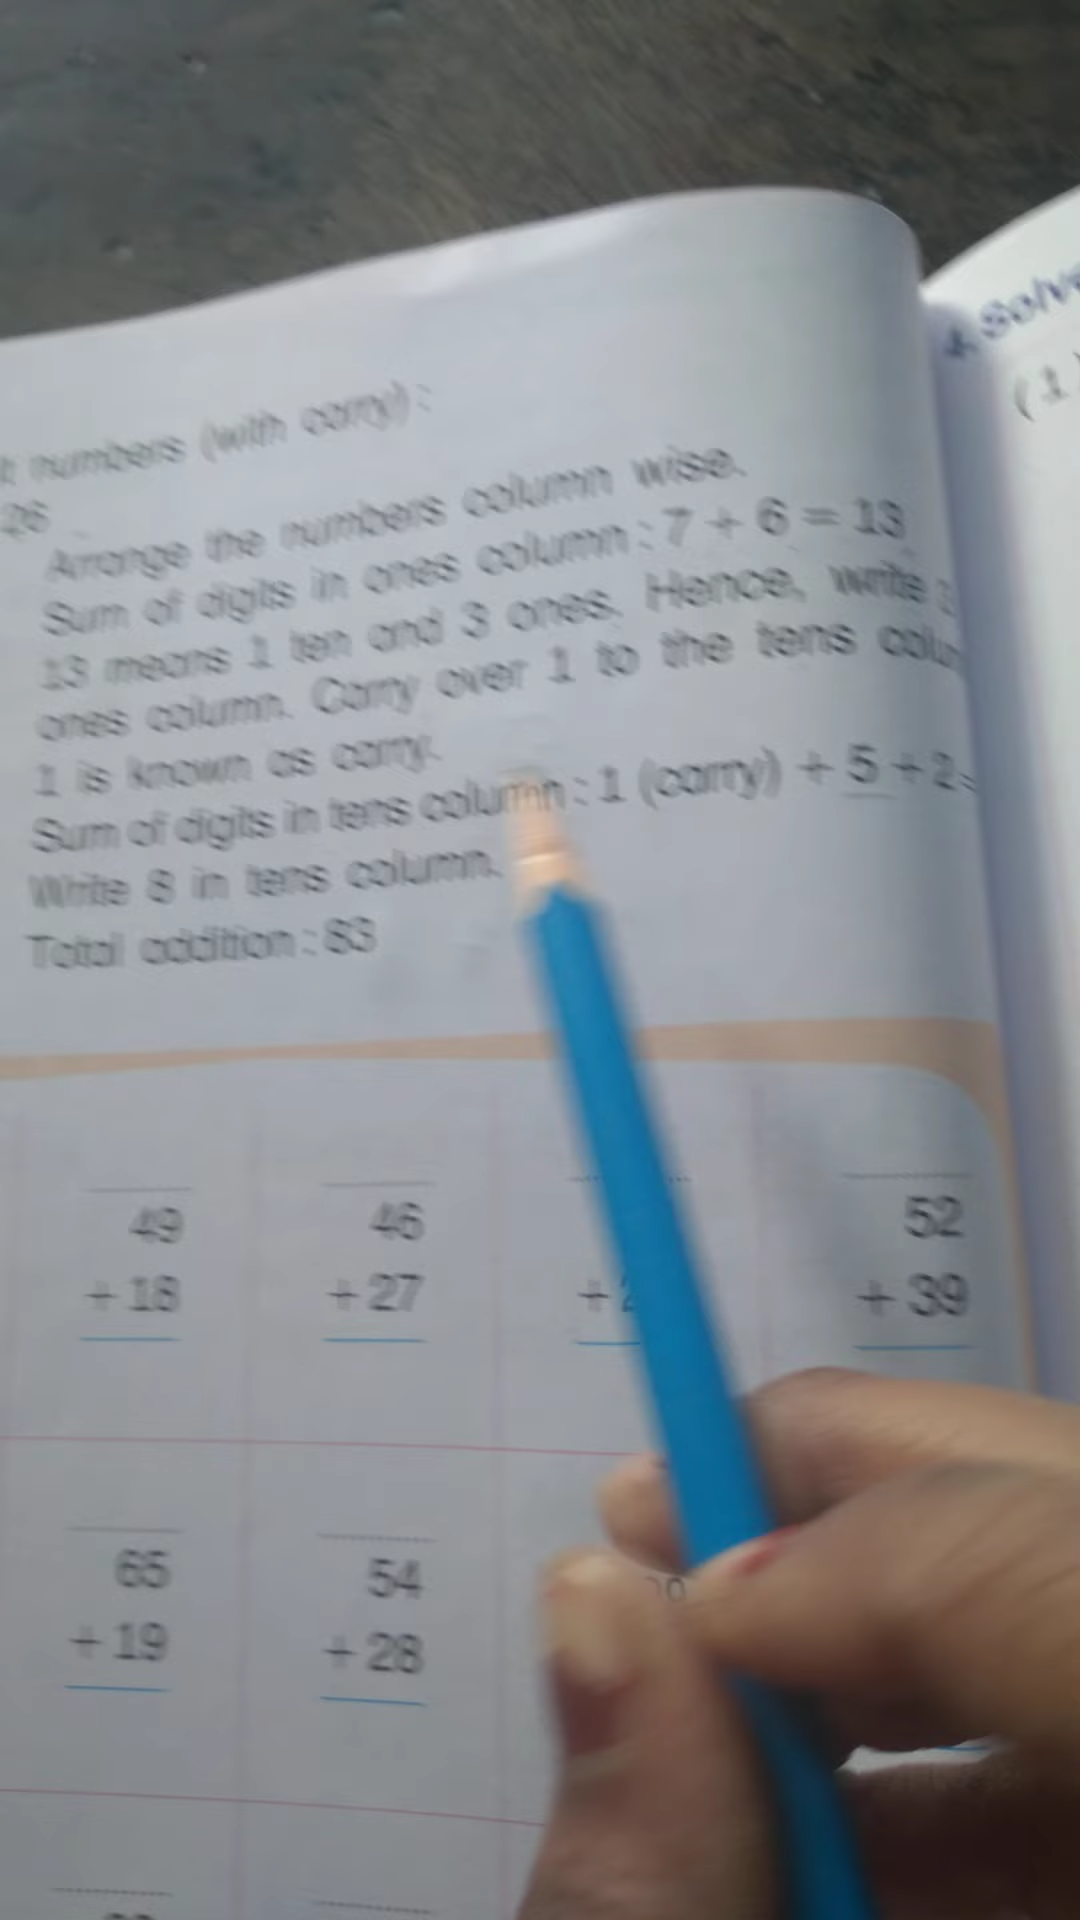 numbers (with carry) :
26
Arrange the numbers column wise.
Sum of digits in ones column : 7 + 6 = 13
13 means 1 ten and 3 ones. Hence, write
ones column. Carry over 1 to the tens
1 is known as carry.
Sum of digits in tens column : 1 (carry) + 5 + 2 =
Write 8 in tens column.
Total addition : 83
Solve
(1)
49
+ 18
46
+ 27
+ 2
52
+ 39
65
+ 19
54
+ 28